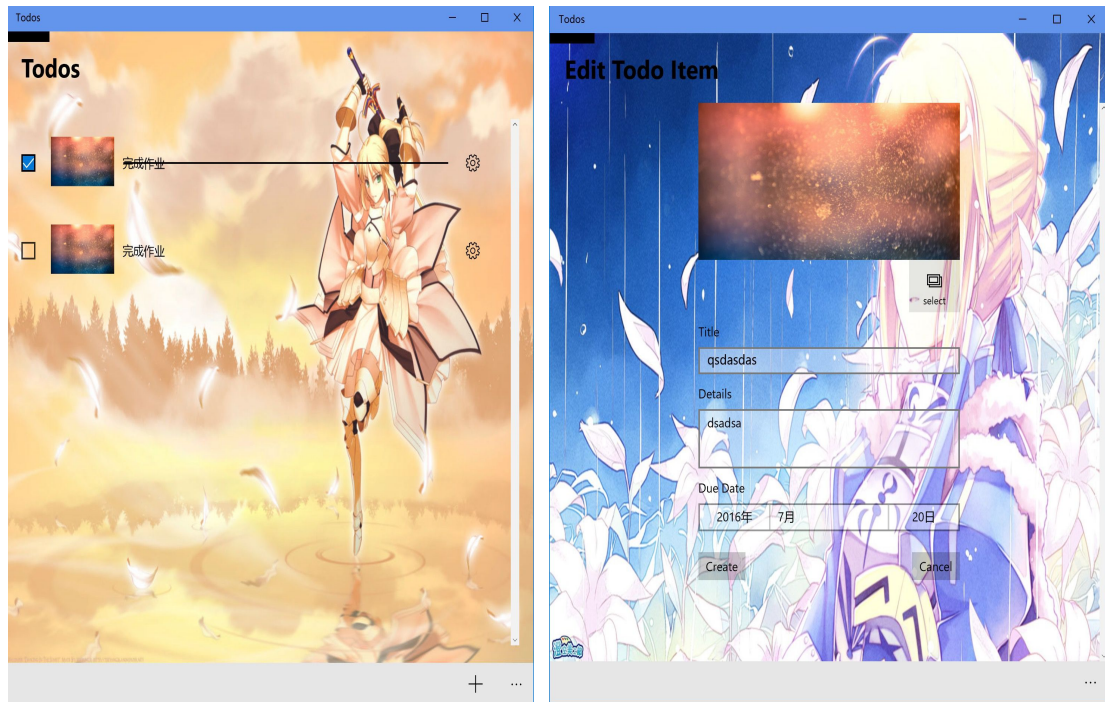 Todos
Todos
完成作业
完成作业
Todos
Edit Todo Item
select
Title
qsdasdas
Details
dsadsa
Due Date
2016年 7月 20日
Create Cancel